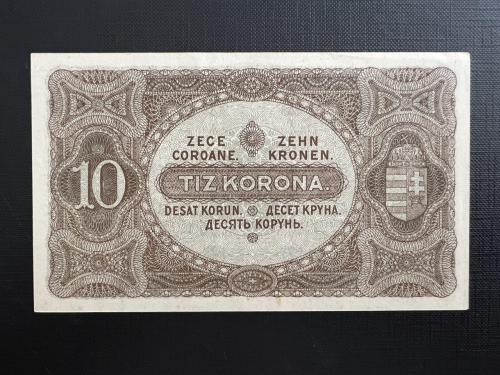 ZECE ZEHN
COROANE. KRONEN.
10
TIZ KORONA.
DESAT KORUN. ДЕСЕТ КРУНА.
ДЕСЯТЬ КОРУНЬ.